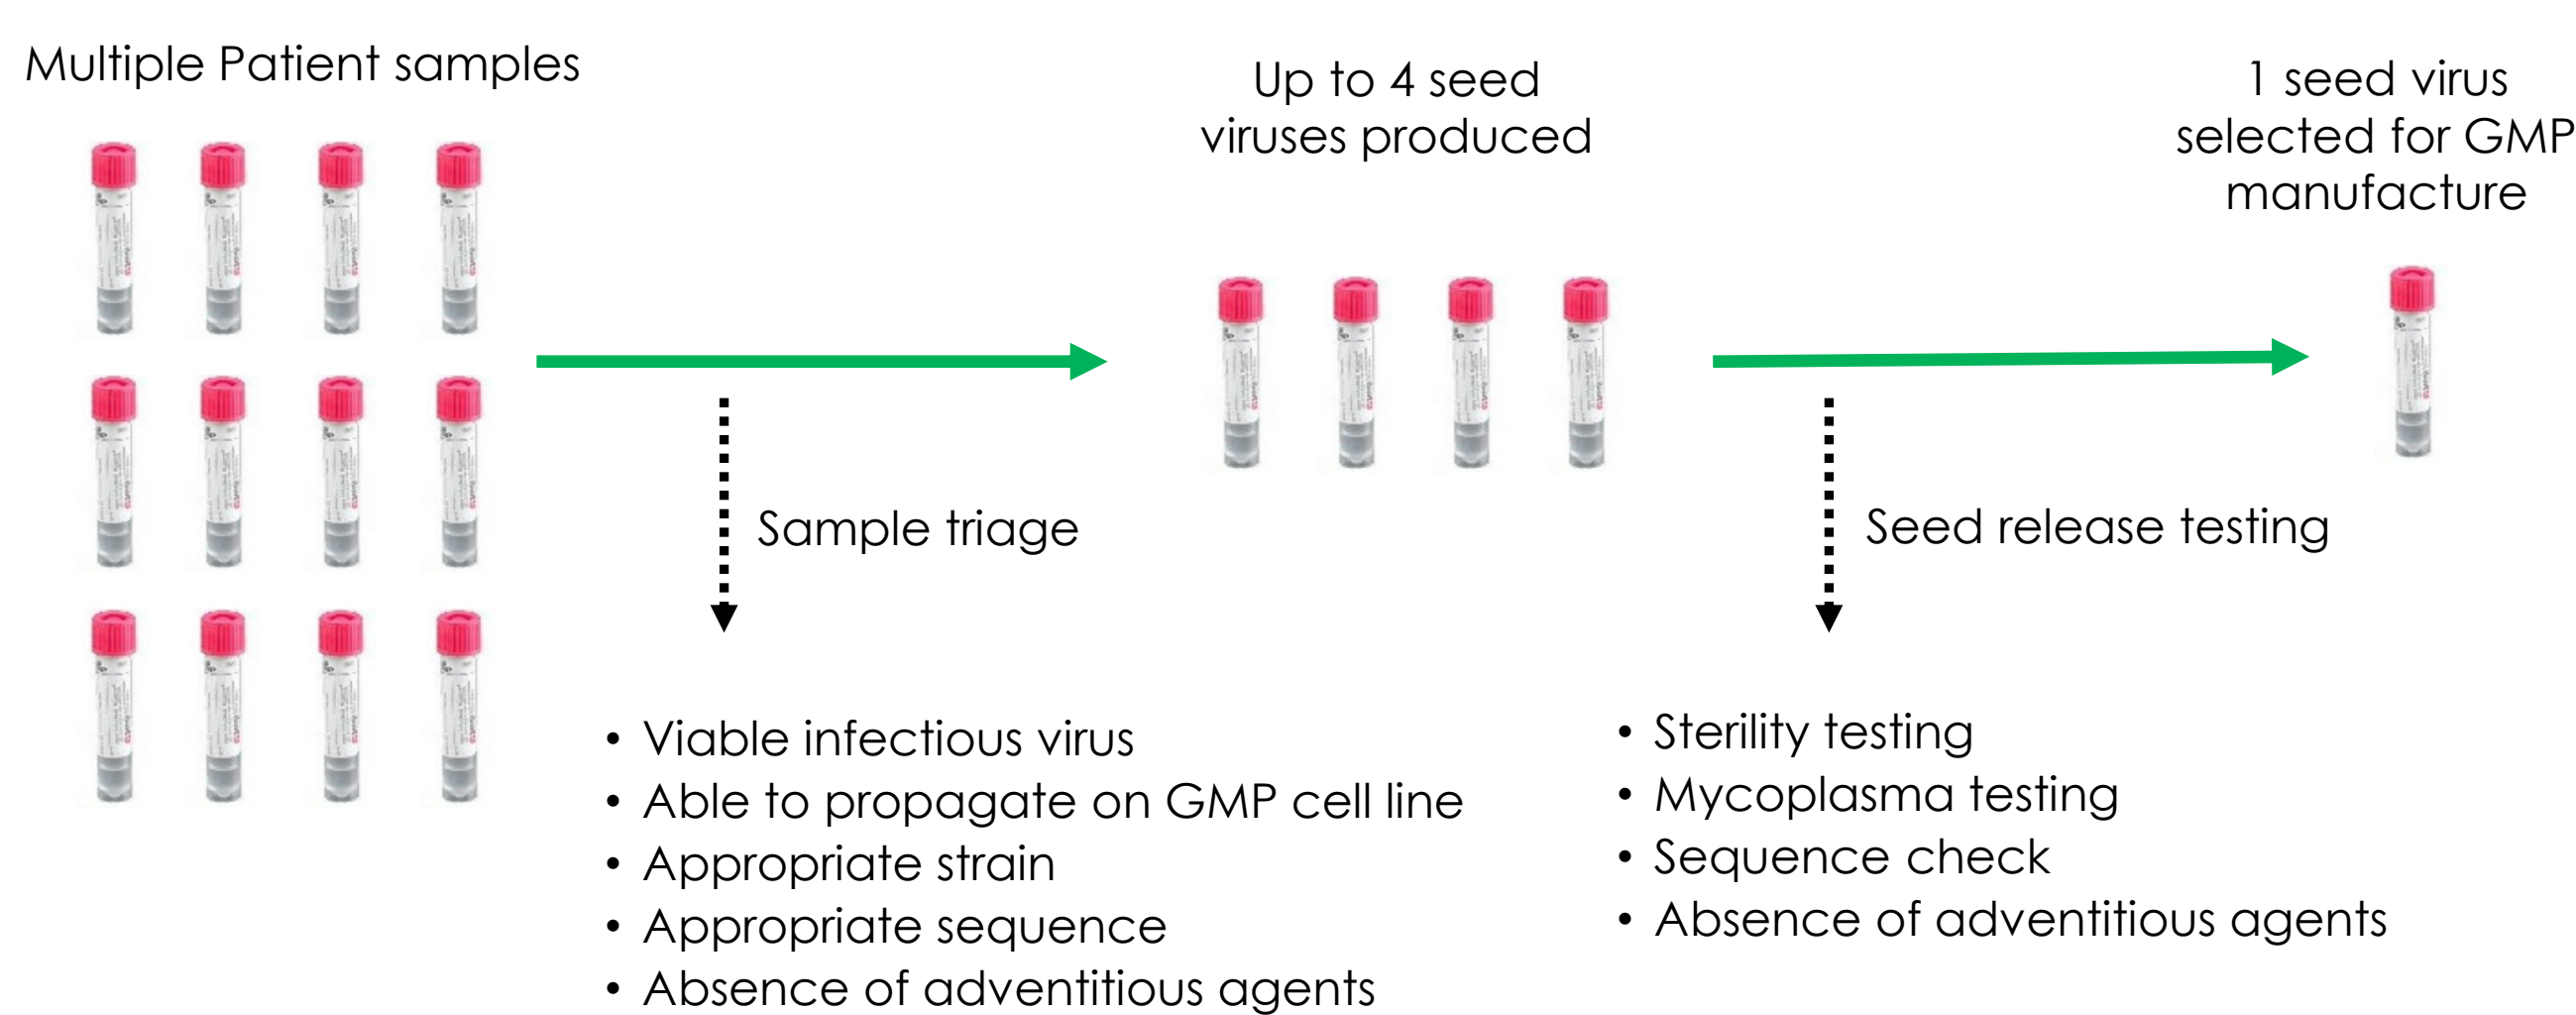 Multiple Patient samples
Up to 4 seed
viruses produced
1 seed virus
selected for GMP
manufacture
Sample triage
Seed release testing
• Viable infectious virus
• Able to propagate on GMP cell line
• Appropriate strain
• Appropriate sequence
• Absence of adventitious agents
• Sterility testing
• Mycoplasma testing
• Sequence check
• Absence of adventitious agents